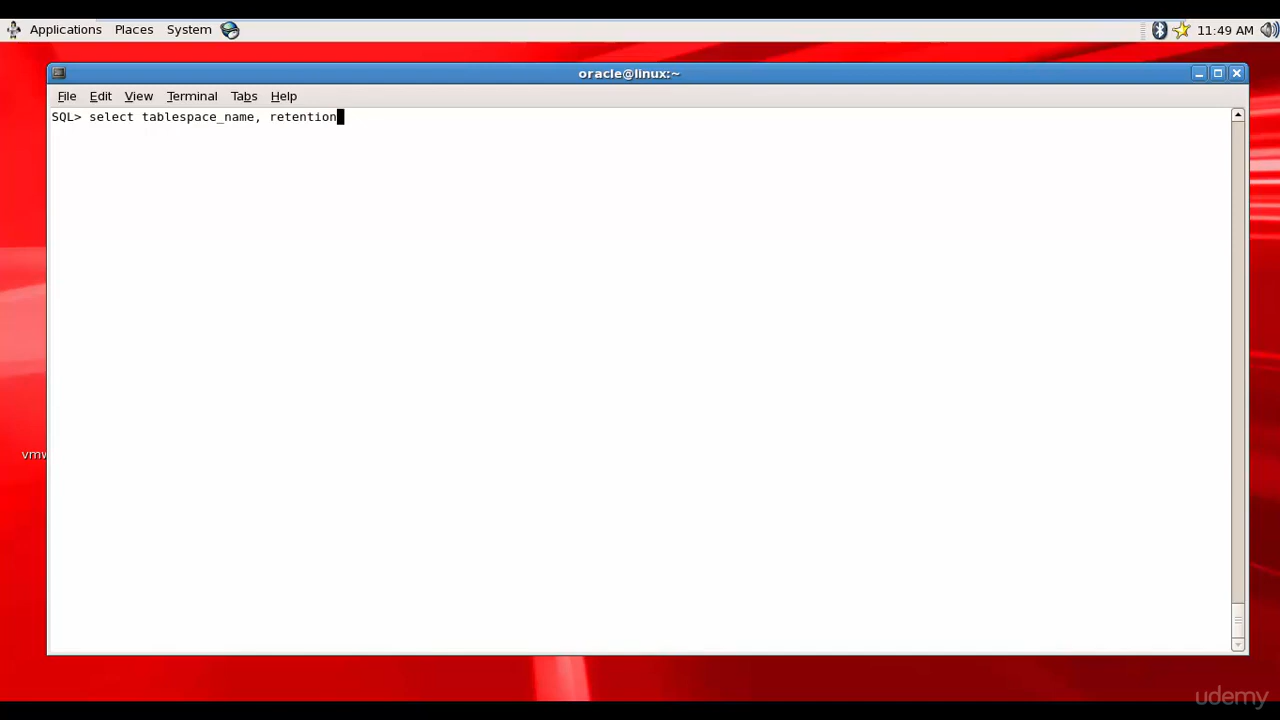 Applications Places System 11:49 AM
oracle@linux:~
File Edit View Terminal Tabs Help
SQL> select tablespace_name, retention
vmw
udemy